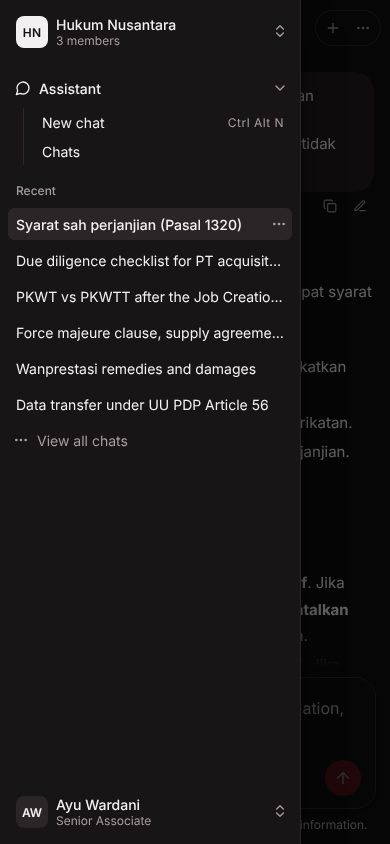 HN
Hukum Nusantara
3 members
Assistant
New chat
Ctrl Alt N
Chats
Recent
Syarat sah perjanjian (Pasal 1320)
Due diligence checklist for PT acquisit...
PKWT vs PKWTT after the Job Creatio...
Force majeure clause, supply agreeme...
Wanprestasi remedies and damages
Data transfer under UU PDP Article 56
View all chats
AW
Ayu Wardani
Senior Associate
an
tidak
pat syarat
katkan
rikatan.
janjian.
f. Jika
atalkan
n.
ation,
information.